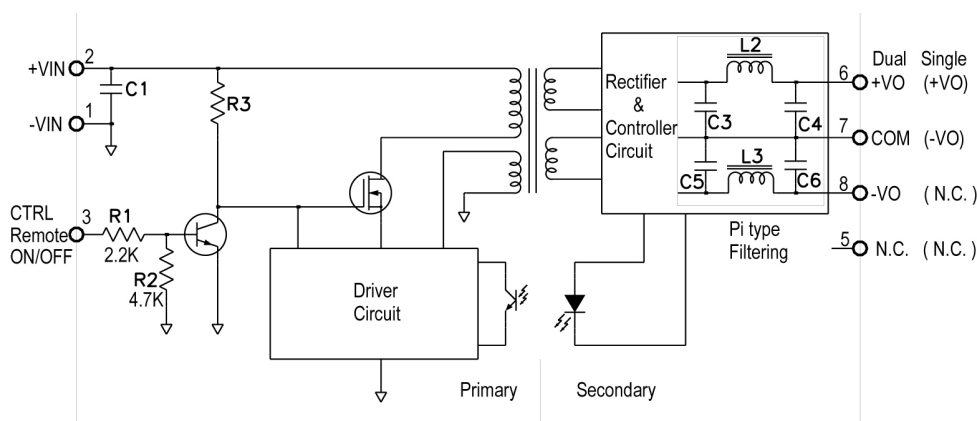 +VIN
2
C1
-VIN
1
R3
CTRL
Remote
ON/OFF
3
R1
2.2K
R2
4.7K
Driver
Circuit
Primary
Secondary
Rectifier
&
Controller
Circuit
L2
C3
C4
C5
L3
C6
Pi type
Filtering
Dual Single
6 +VO (+VO)
7 COM (-VO)
8 -VO ( N.C. )
5 N.C. ( N.C. )